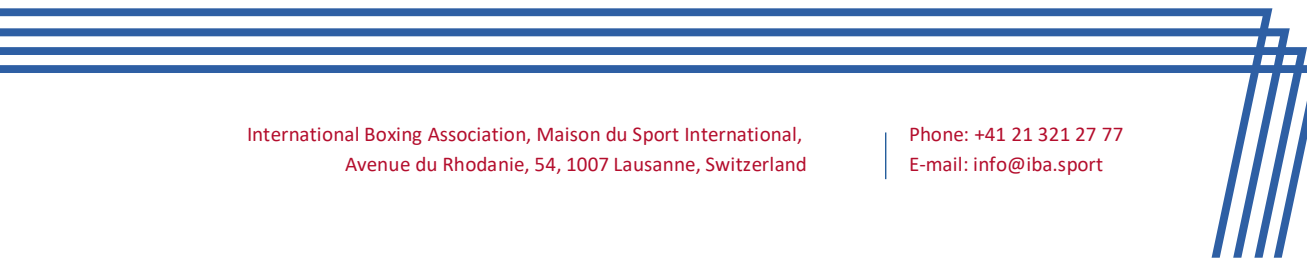 International Boxing Association, Maison du Sport International,
Avenue du Rhodanie, 54, 1007 Lausanne, Switzerland
Phone: +41 21 321 27 77
E-mail: info@iba.sport